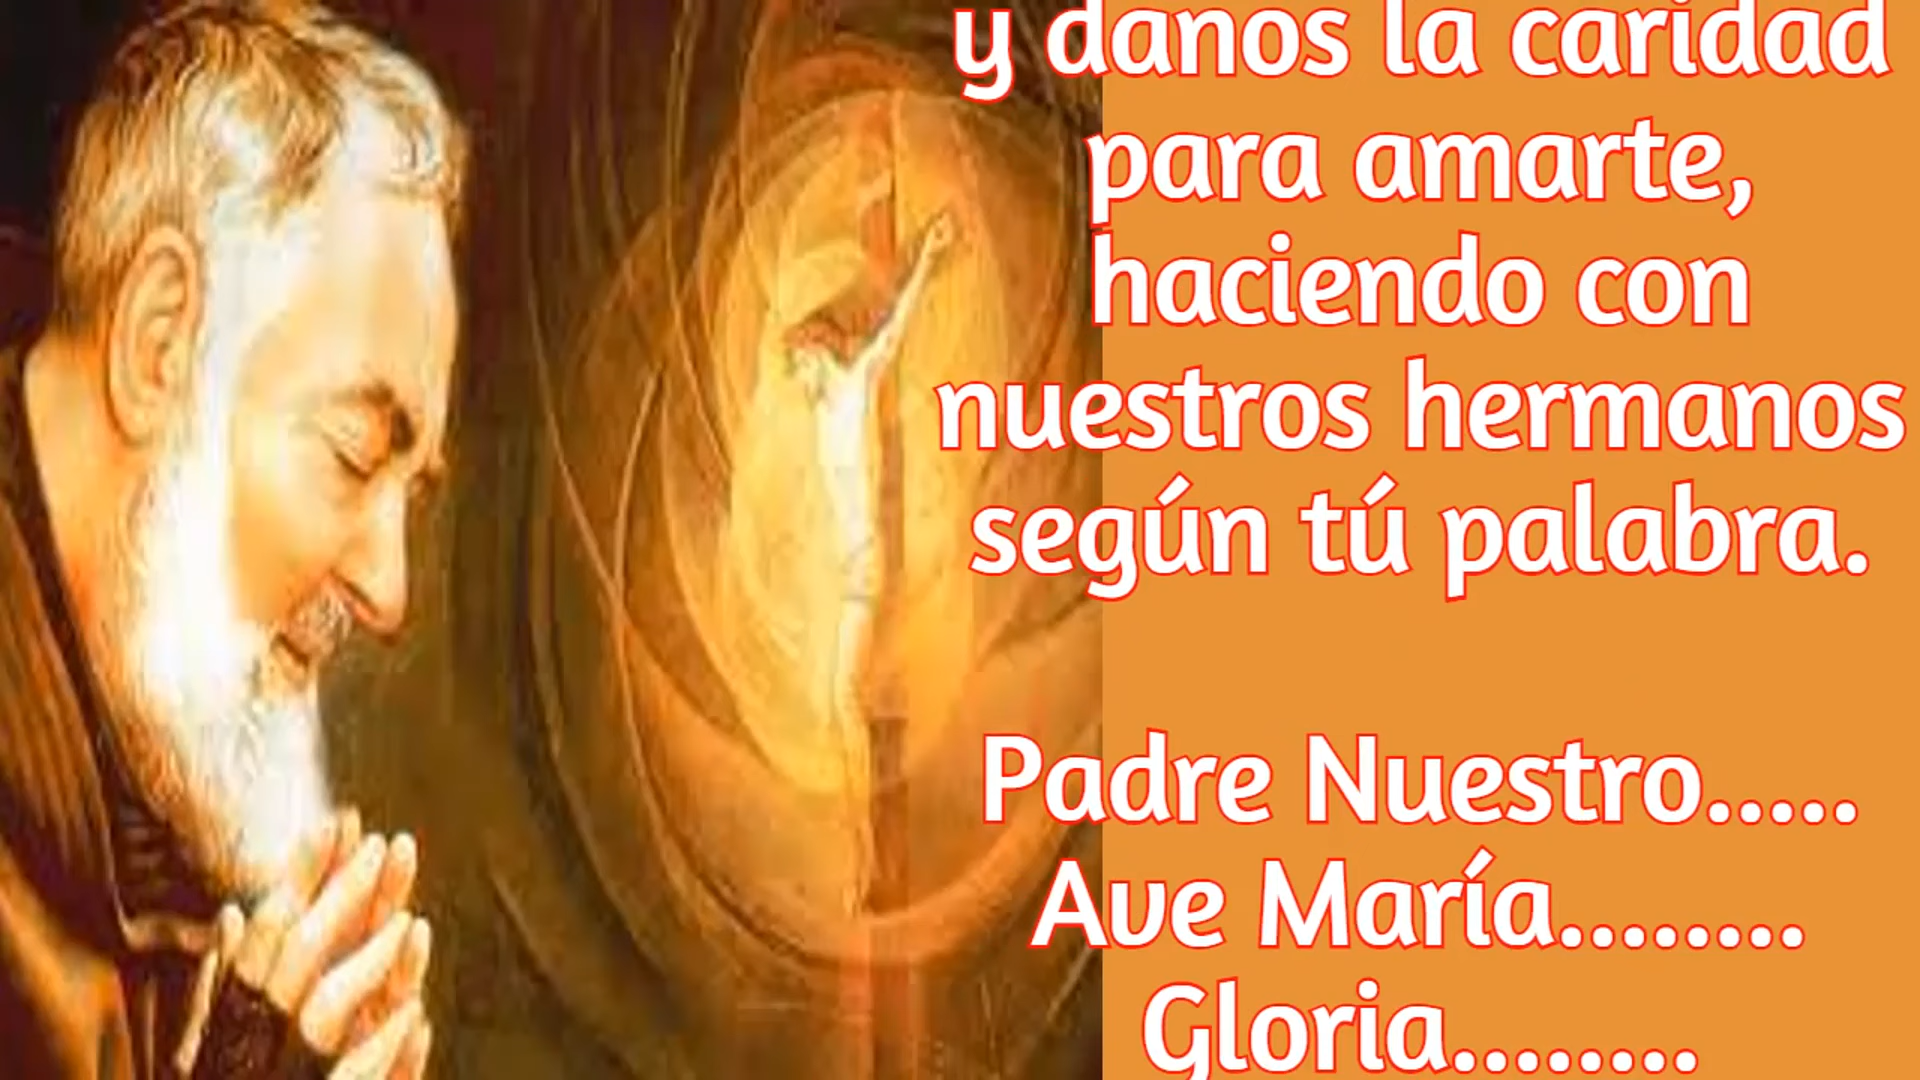 y danos la caridad
para amarte,
haciendo con
nuestros hermanos
según tú palabra.
Padre Nuestro.....
Ave María........
Gloria........